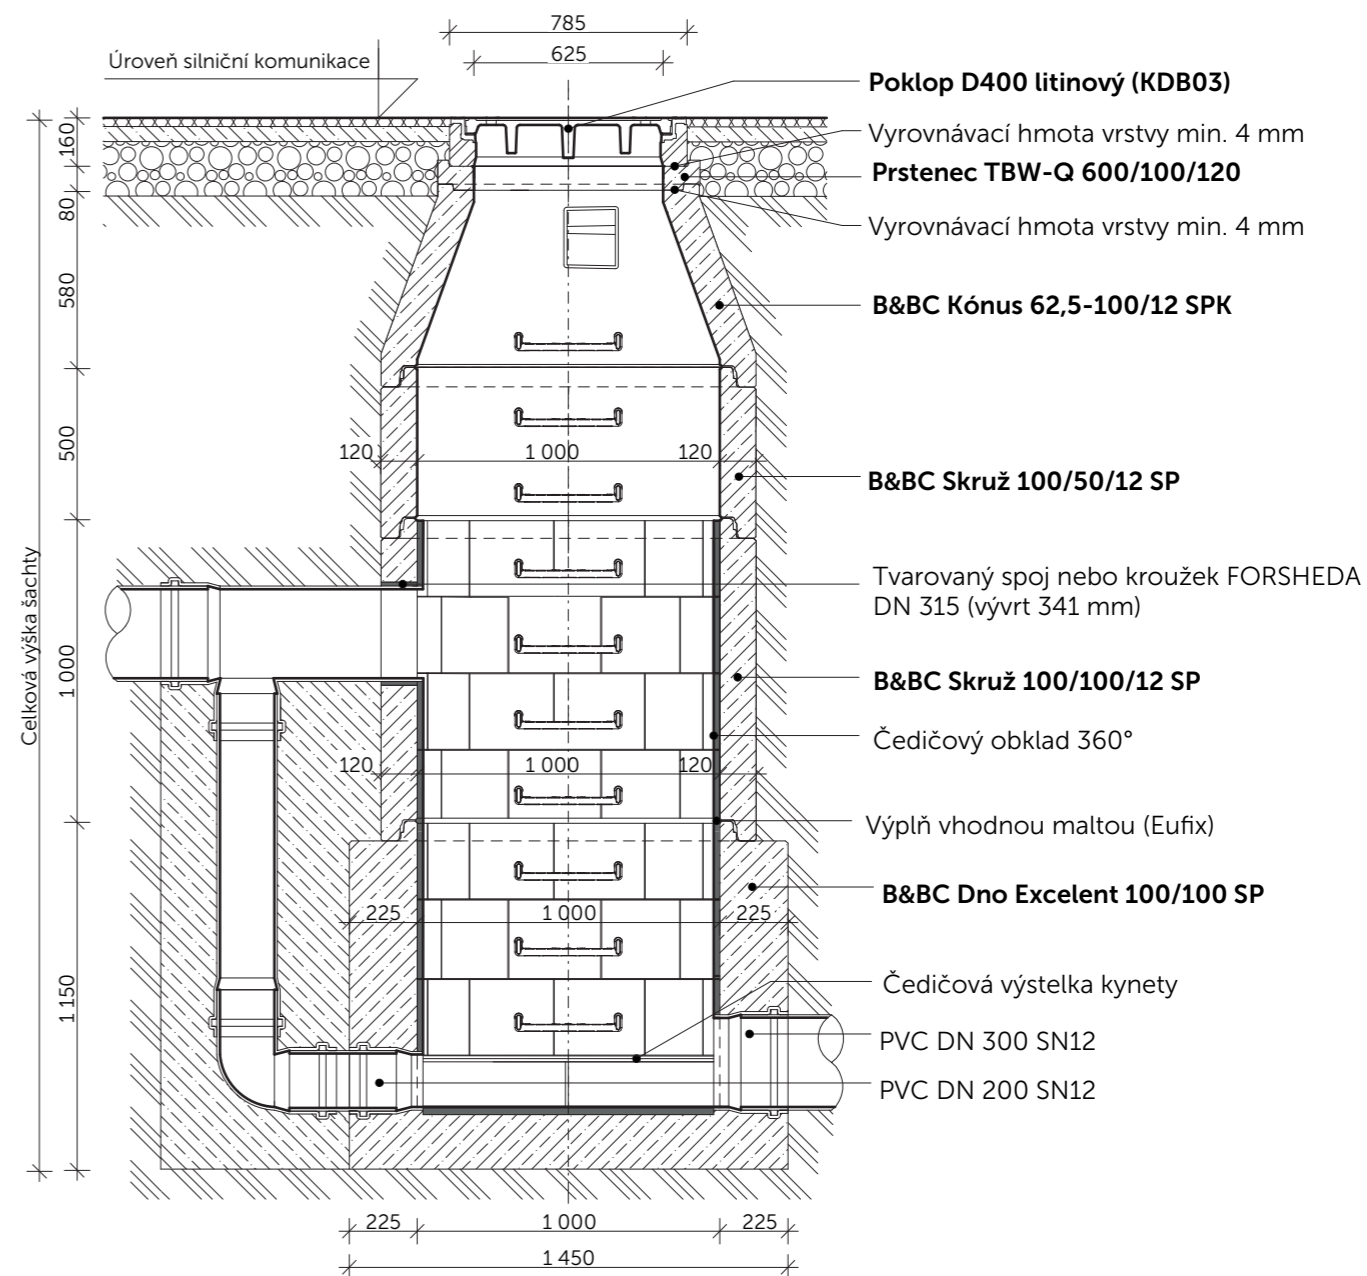 785
625
Úroveň silniční komunikace
Poklop D400 litinový (KDB03)
Vyrovnávací hmota vrstvy min. 4 mm
Prstenec TBW-Q 600/100/120
Vyrovnávací hmota vrstvy min. 4 mm
B&BC Kónus 62,5-100/12 SPK
160
80
580
500
1 000
1 150
Celková výška šachty
120 1 000 120
B&BC Skruž 100/50/12 SP
Tvarovaný spoj nebo kroužek FORSHEDA
DN 315 (vývrt 341 mm)
B&BC Skruž 100/100/12 SP
Čedičový obklad 360°
120 1 000 120
Výplň vhodnou maltou (Eufix)
B&BC Dno Excelent 100/100 SP
225 1 000 225
Čedičová výstelka kynety
PVC DN 300 SN12
PVC DN 200 SN12
225 1 000 225
1 450